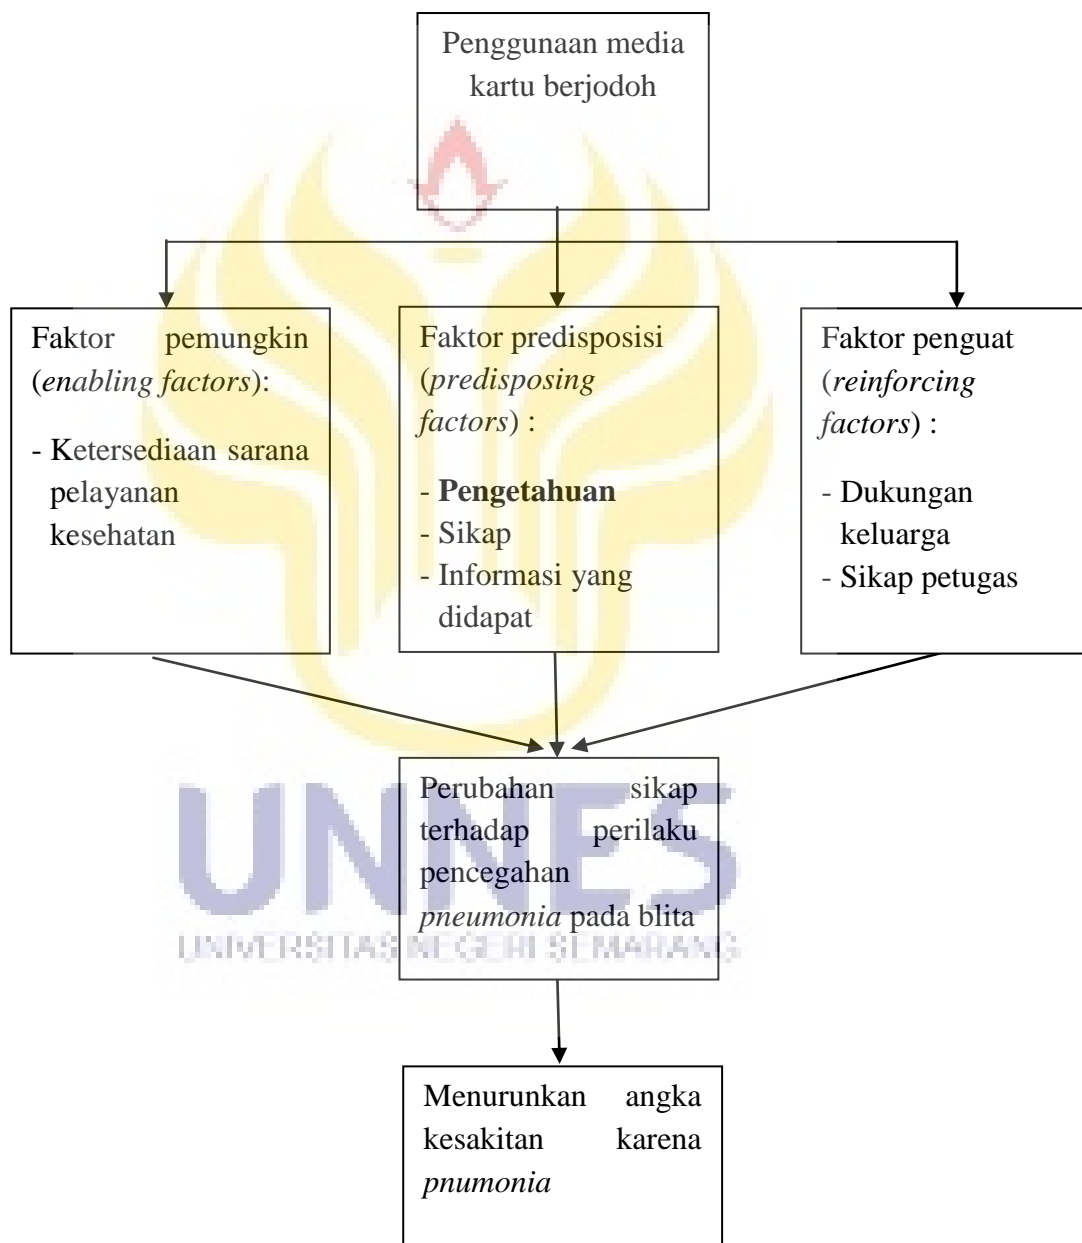 Penggunaan media
kartu berjodoh
Faktor pemungkin
(enabling factors):
- Ketersediaan sarana
pelayanan
kesehatan
Faktor predisposisi
(predisposing
factors) :
- Pengetahuan
- Sikap
- Informasi yang
didapat
Faktor penguat
(reinforcing
factors) :
- Dukungan
keluarga
- Sikap petugas
Perubahan sikap
terhadap perilaku
pencegahan
pneumonia pada blita
UNNES
UNIVERSITAS NEGERI SEMARANG
Menurunkan angka
kesakitan karena
pnumonia